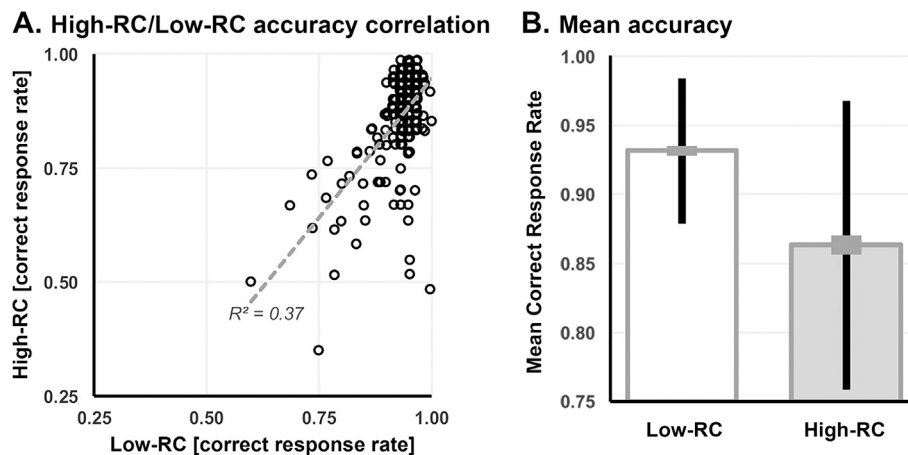 A. High-RC/Low-RC accuracy correlation
High-RC [correct response rate]
1.00
0.75
0.50
0.25
R² = 0.37
0.25 0.50 0.75 1.00
Low-RC [correct response rate]
B. Mean accuracy
Mean Correct Response Rate
1.00
0.95
0.90
0.85
0.80
0.75
Low-RC High-RC